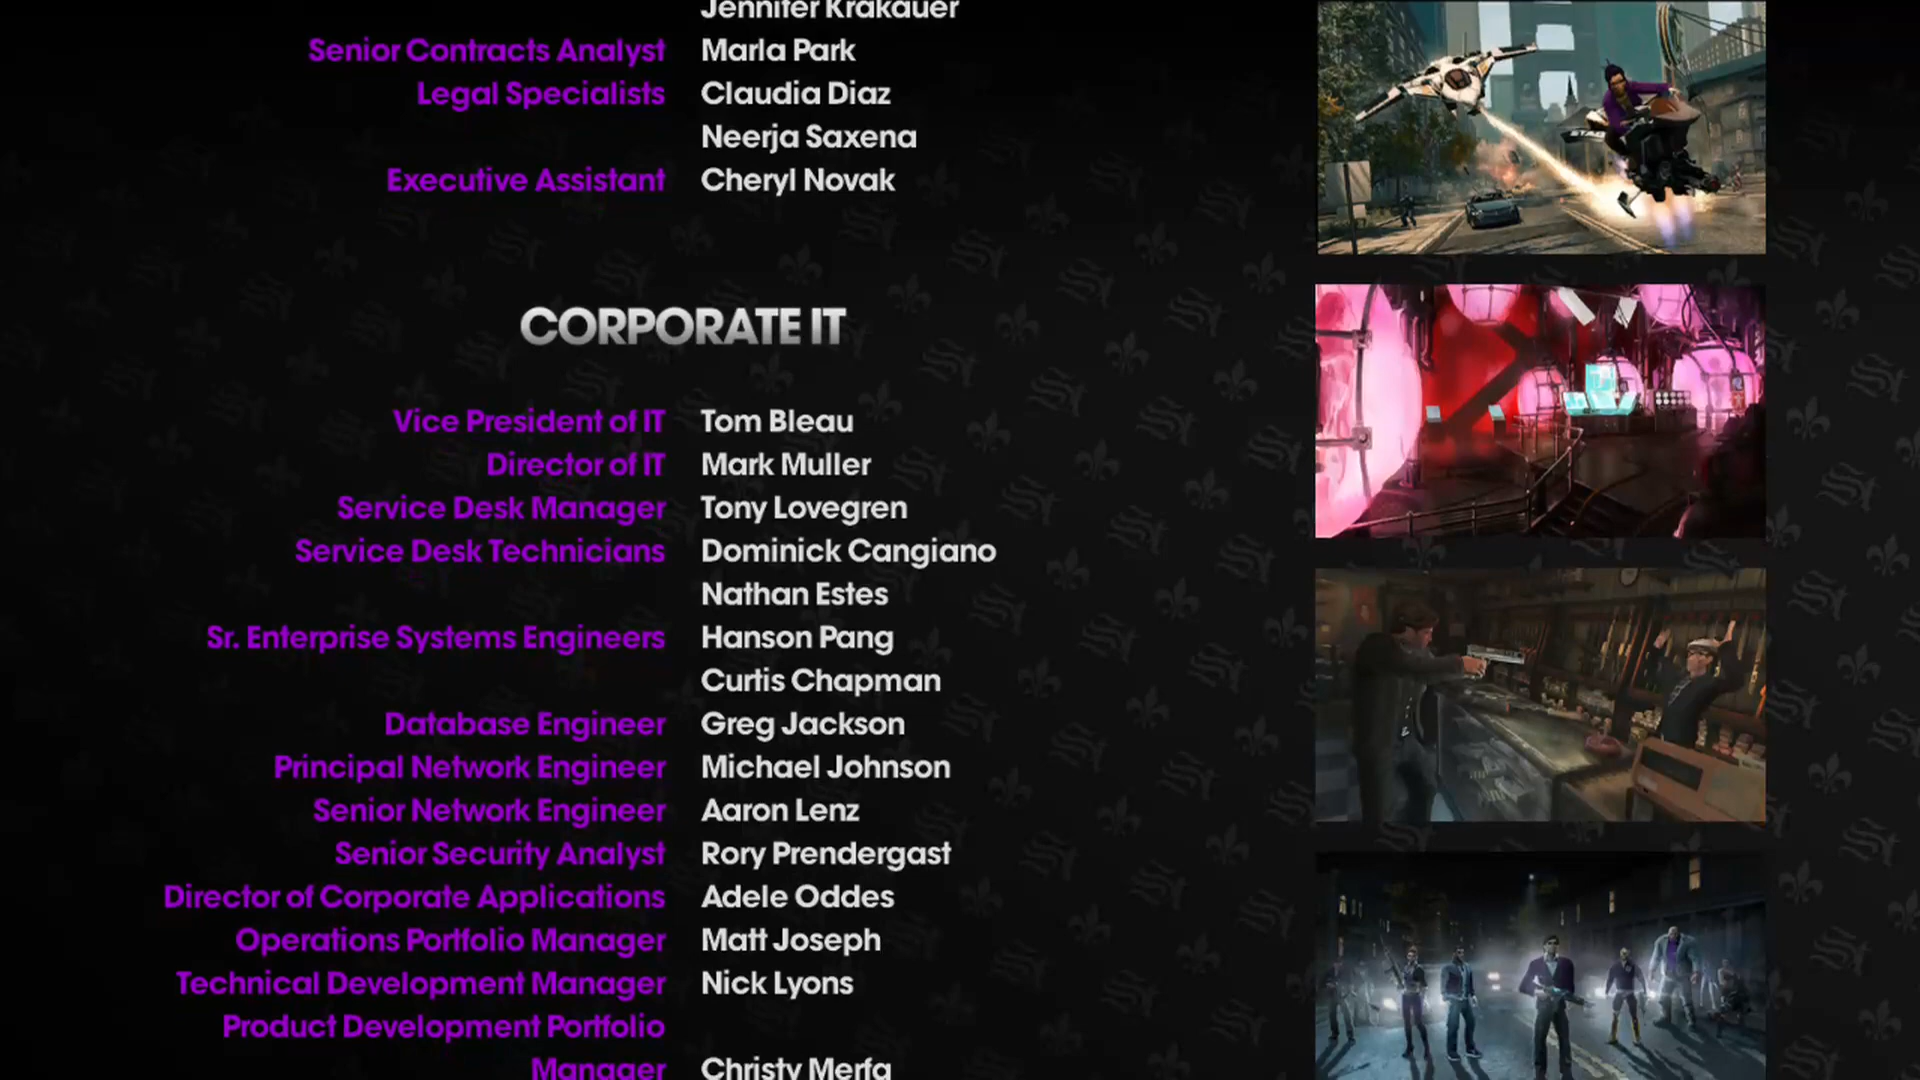 Jennifer Krakauer
Senior Contracts Analyst Marla Park
Legal Specialists Claudia Diaz
Neerja Saxena
Executive Assistant Cheryl Novak
CORPORATE IT
Vice President of IT Tom Bleau
Director of IT Mark Muller
Service Desk Manager Tony Lovegren
Service Desk Technicians Dominick Cangiano
Nathan Estes
Sr. Enterprise Systems Engineers Hanson Pang
Curtis Chapman
Database Engineer Greg Jackson
Principal Network Engineer Michael Johnson
Senior Network Engineer Aaron Lenz
Senior Security Analyst Rory Prendergast
Director of Corporate Applications Adele Oddes
Operations Portfolio Manager Matt Joseph
Technical Development Manager Nick Lyons
Product Development Portfolio
Manager Christy Merfa